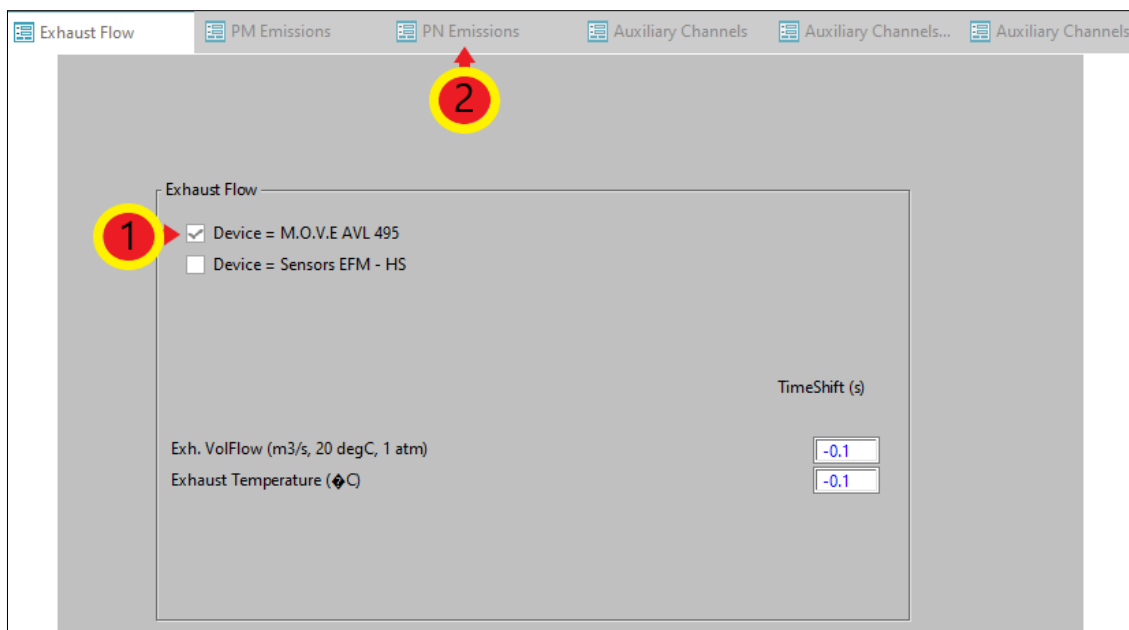 Exhaust Flow PM Emissions PN Emissions Auxiliary Channels Auxiliary Channels... Auxiliary Channels
2
Exhaust Flow
1 Device = M.O.V.E AVL 495
Device = Sensors EFM - HS
TimeShift (s)
Exh. VolFlow (m3/s, 20 degC, 1 atm) -0.1
Exhaust Temperature (�C) -0.1